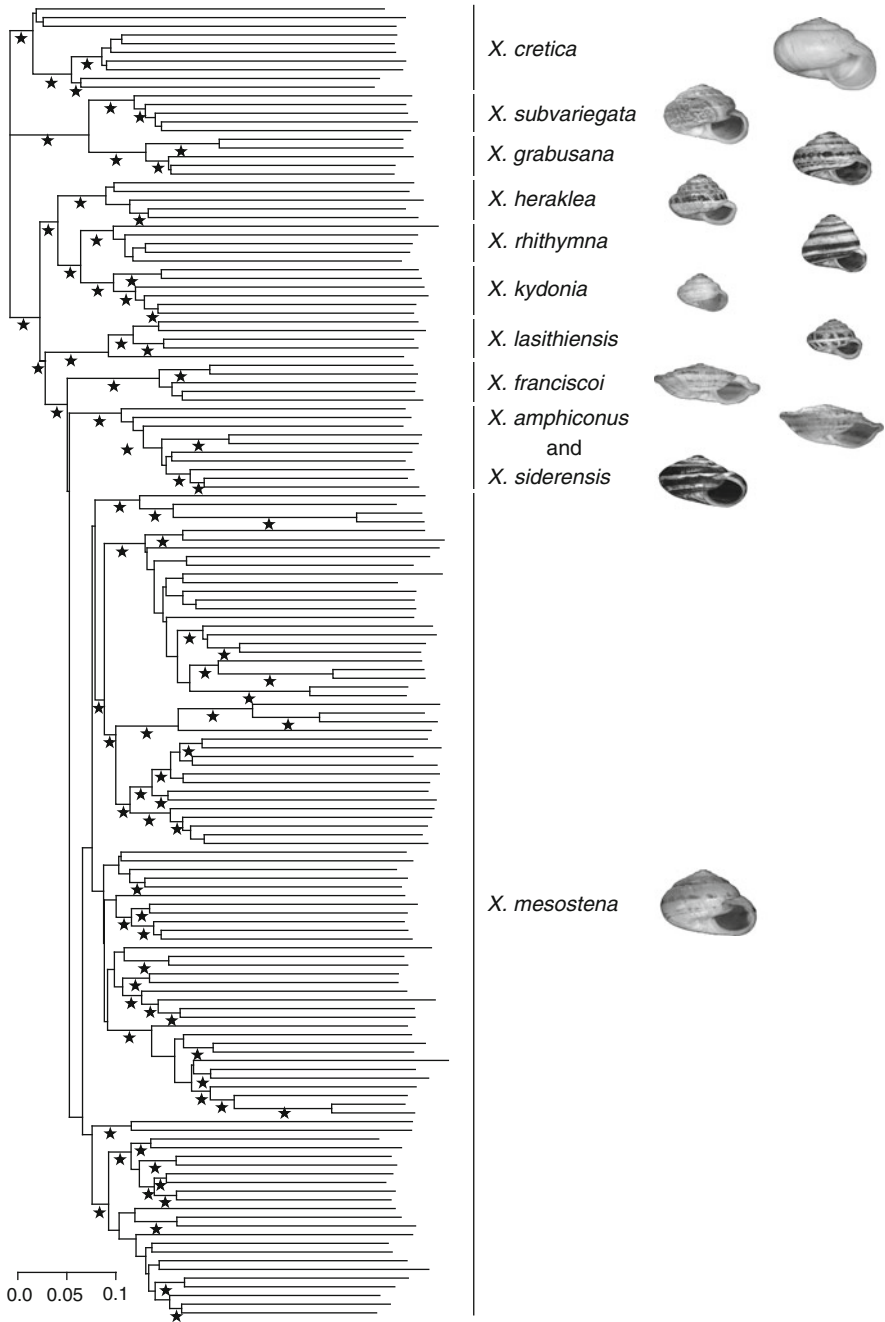 X. cretica
X. subvariegata
X. grabusana
X. heraklea
X. rhithymna
X. kydonia
X. lasithiensis
X. franciscoi
X. amphiconus
and
X. siderensis
X. mesostena
0.0 0.05 0.1